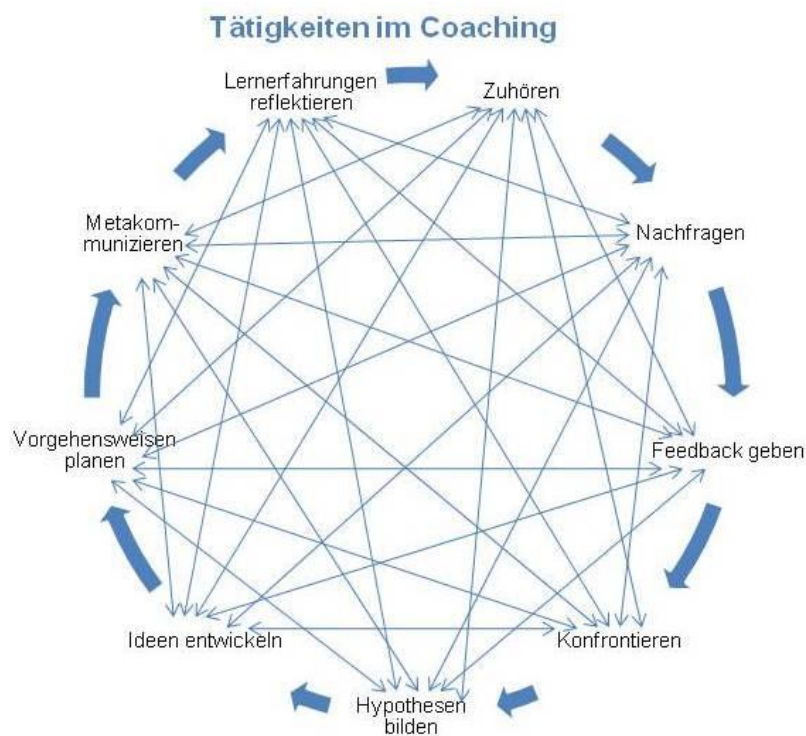 Tätigkeiten im Coaching
Lernerfahrungen
reflektieren
Zuhören
Nachfragen
Feedback geben
Konfrontieren
Hypothesen
bilden
Ideen entwickeln
Vorgehensweisen
planen
Metakom-
munizieren